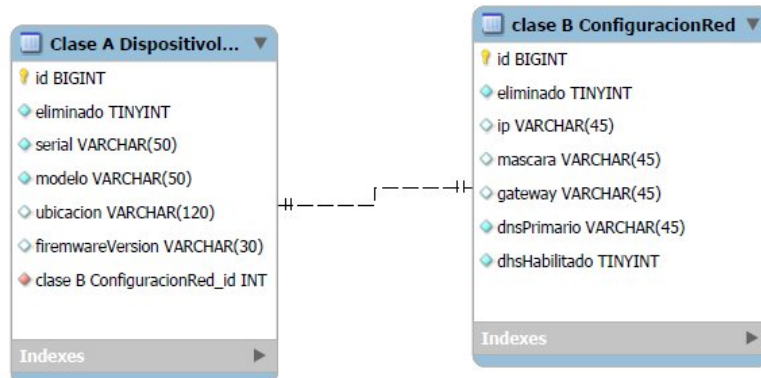 Clase A Dispositivol...
id BIGINT
eliminado TINYINT
serial VARCHAR(50)
modelo VARCHAR(50)
ubicacion VARCHAR(120)
firemwareVersion VARCHAR(30)
clase B ConfiguracionRed_id INT
Indexes
clase B ConfiguracionRed
id BIGINT
eliminado TINYINT
ip VARCHAR(45)
mascara VARCHAR(45)
gateway VARCHAR(45)
dnsPrimario VARCHAR(45)
dhsHabilitado TINYINT
Indexes